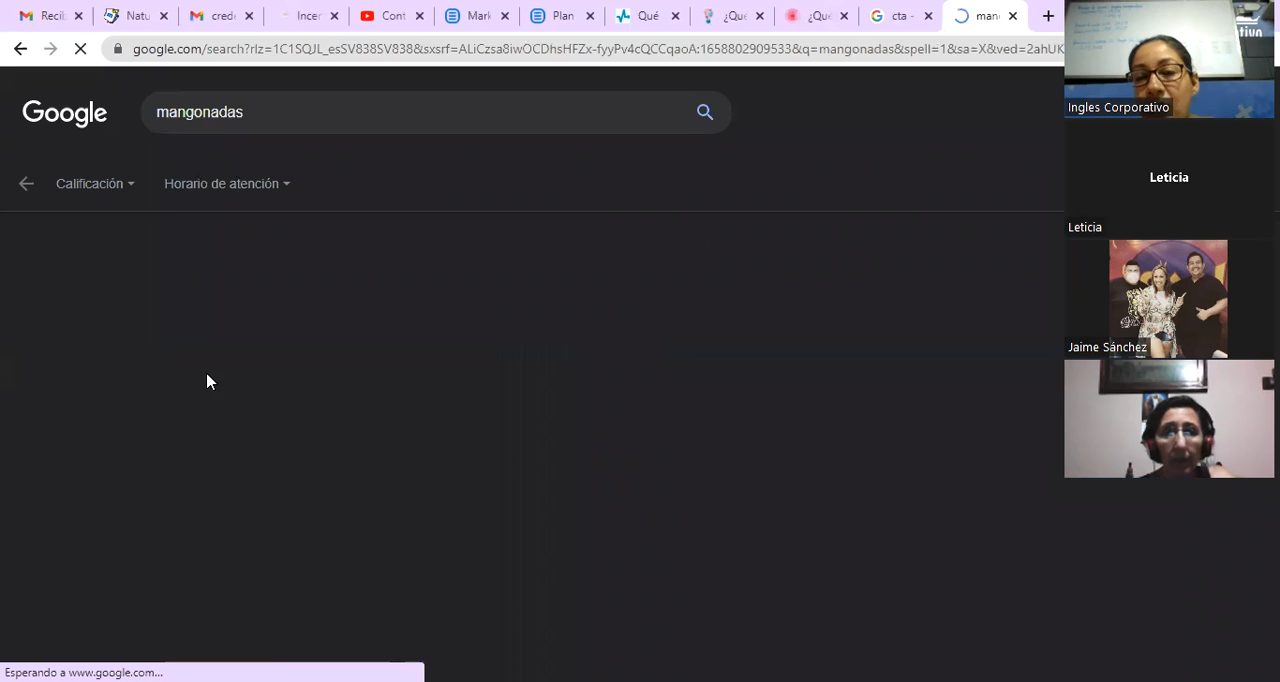 Reci
Natu
cred
Incer
Cont
Mark
Plan
Qué
¿Qué
¿Qué
cta -
man
google.com/search?rlz=1C1SQJL_esSV838SV838&sxsrf=ALiCzsa8iwOCDhsHFZx-fyyPv4cQCCqaoA:1658802909533&q=mangonadas&spell=1&sa=X&ved=2ahUK
Google
mangonadas
Calificación
Horario de atención
Ingles Corporativo
Leticia
Leticia
Jaime Sánchez
Esperando a www.google.com...